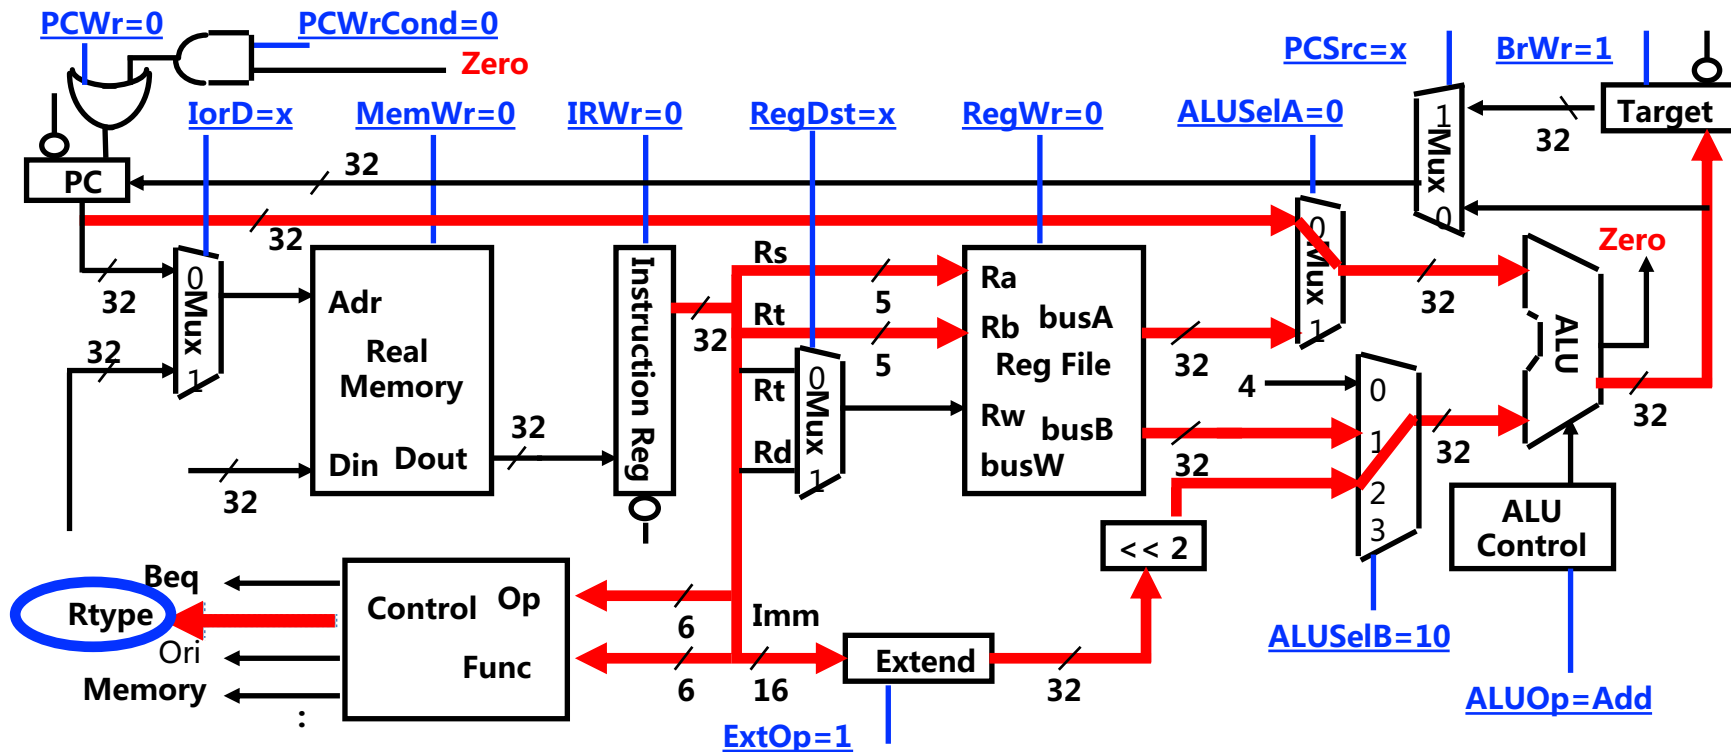 PCWr=0
PCWrCond=0
Zero
PCSrc=x
BrWr=1
IorD=x
MemWr=0
IRWr=0
RegDst=x
RegWr=0
ALUSelA=0
1
Mux
0
32
Target
PC
32
32
32
32
0
Mux
1
Adr
Real
Memory
Din
Dout
32
32
Instruction Reg
32
Rs
5
Rt
5
Rt
Rd
0
Mux
1
Ra
Rb
busA
Reg File
Rw
busB
busW
32
32
0
Mux
1
32
4
0
1
2
3
32
Zero
ALU
32
<< 2
ALU
Control
Beq
Rtype
Ori
Memory
:
Control
Op
Func
6
6
Imm
16
Extend
32
ExtOp=1
ALUSelB=10
ALUOp=Add